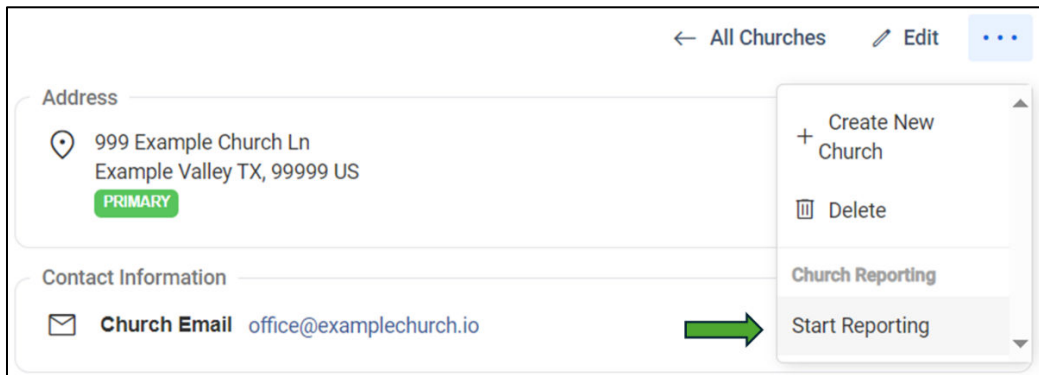 ← All Churches Edit ...
Address
999 Example Church Ln
Example Valley TX, 99999 US
PRIMARY
+ Create New
Church
Delete
Contact Information
Church Email office@examplechurch.io
Church Reporting
Start Reporting